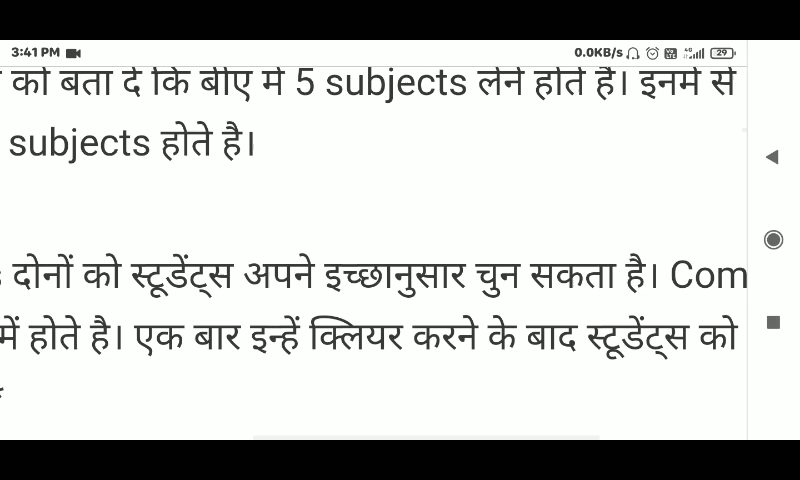 3:41 PM 0.0KB/s 4G 29
को बता दें कि बीए में 5 subjects लेने होते हैं। इनमें से
subjects होते है।
दोनों को स्टूडेंट्स अपने इच्छानुसार चुन सकता है। Com
में होते है। एक बार इन्हें क्लियर करने के बाद स्टूडेंट्स को